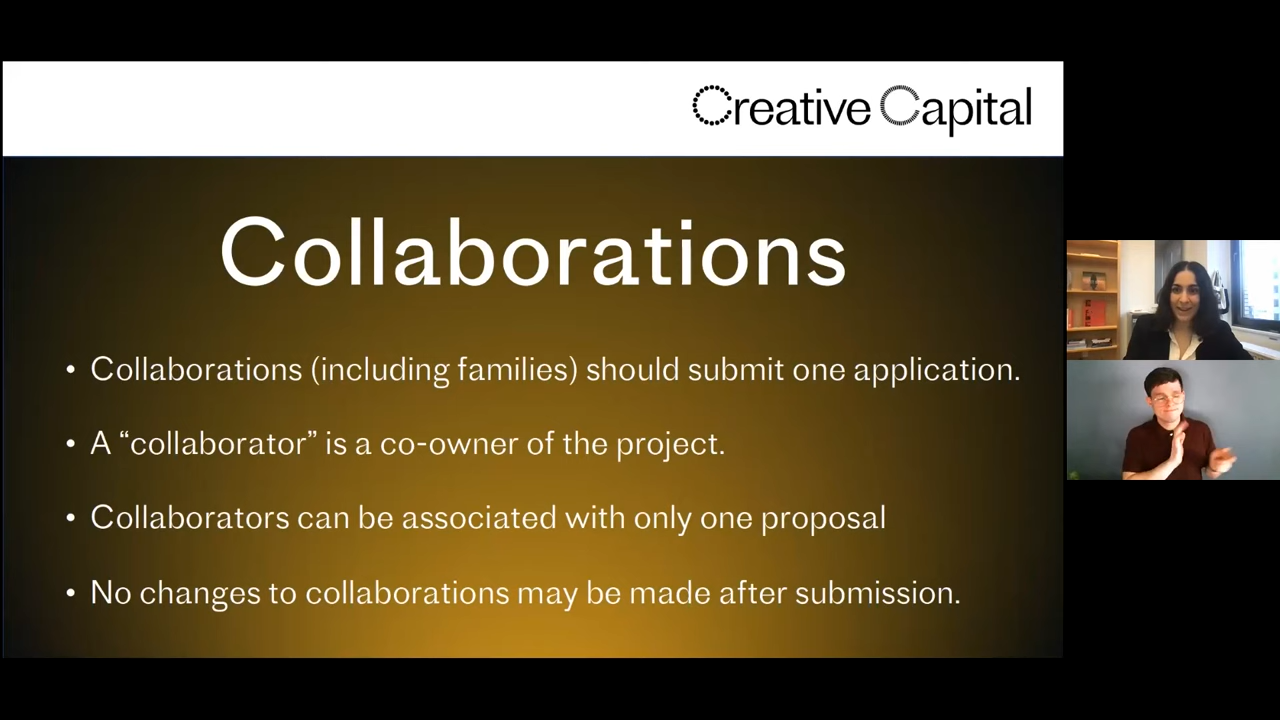 Creative Capital
Collaborations
• Collaborations (including families) should submit one application.
• A “collaborator” is a co-owner of the project.
• Collaborators can be associated with only one proposal
• No changes to collaborations may be made after submission.